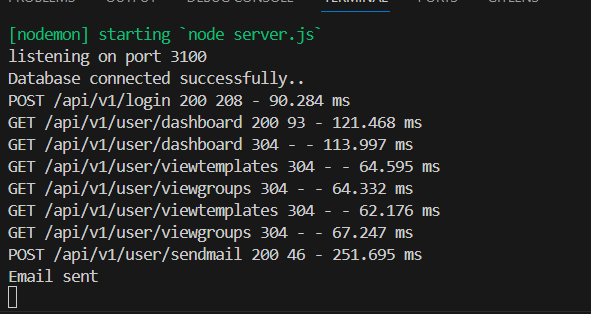 PROBLEMS OUTPUT DEBUG CONSOLE TERMINAL PORTS GITLENS
[nodemon] starting `node server.js`
listening on port 3100
Database connected successfully..
POST /api/v1/login 200 208 - 90.284 ms
GET /api/v1/user/dashboard 200 93 - 121.468 ms
GET /api/v1/user/dashboard 304 - - 113.997 ms
GET /api/v1/user/viewtemplates 304 - - 64.595 ms
GET /api/v1/user/viewgroups 304 - - 64.332 ms
GET /api/v1/user/viewtemplates 304 - - 62.176 ms
GET /api/v1/user/viewgroups 304 - - 67.247 ms
POST /api/v1/user/sendmail 200 46 - 251.695 ms
Email sent